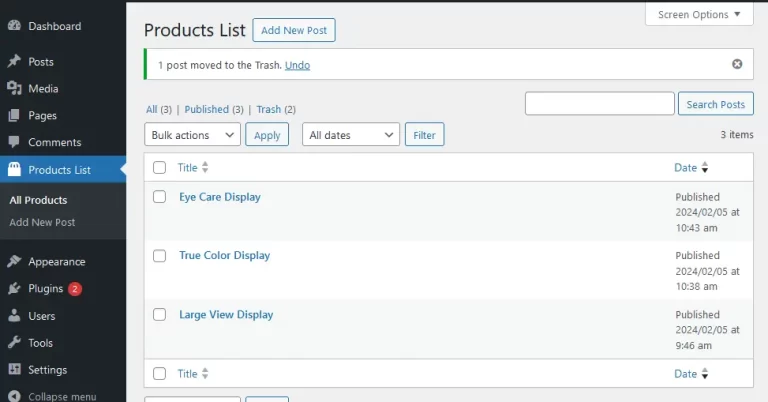 Dashboard
Posts
Media
Pages
Comments
Products List
All Products
Add New Post
Appearance
Plugins 2
Users
Tools
Settings
Collapse menu
Screen Options
Products List Add New Post
1 post moved to the Trash. Undo
All (3) | Published (3) | Trash (2)
Search Posts
Bulk actions Apply All dates Filter 3 items
Title Date
Eye Care Display Published
2024/02/05 at
10:43 am
True Color Display Published
2024/02/05 at
10:38 am
Large View Display Published
2024/02/05 at
9:46 am
Title Date